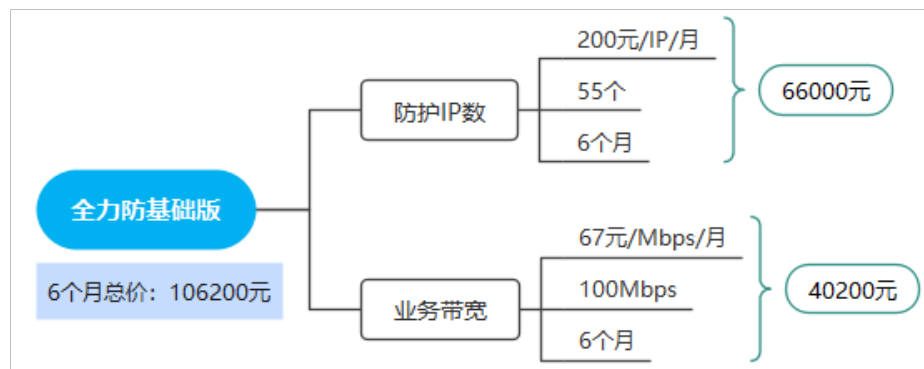 全力防基础版
6个月总价：106200元
防护IP数
200元/IP/月
55个
6个月
66000元
业务带宽
67元/Mbps/月
100Mbps
6个月
40200元